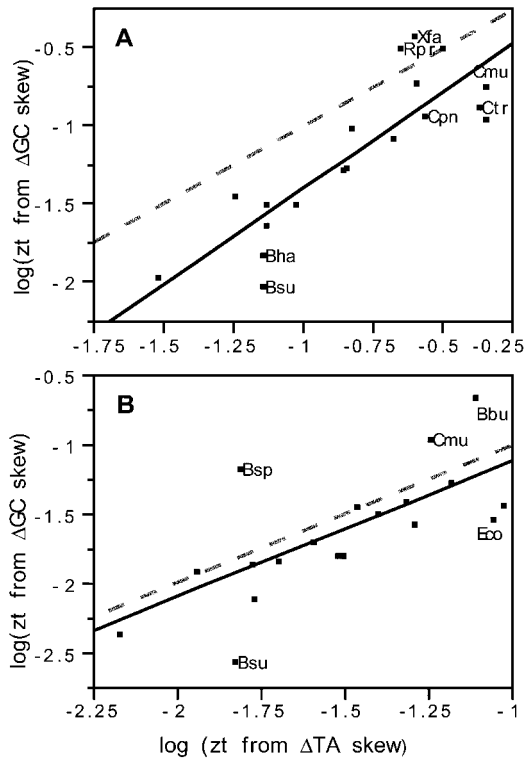 A
-0.5
-1
-1.5
-2
log(zt from ΔGC skew)
Xfa
Rpr
Cmu
Ctr
Cpn
Bha
Bsu
-1.75 -1.5 -1.25 -1 -0.75 -0.5 -0.25
B
-0.5
-1
-1.5
-2
-2.5
log(zt from ΔGC skew)
Bbu
Cmu
Bsp
Eco
Bsu
-2.25 -2 -1.75 -1.5 -1.25 -1
log (zt from ΔTA skew)